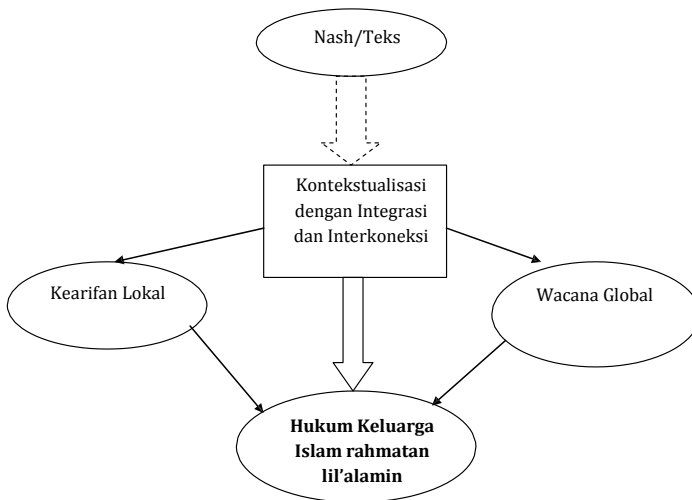 Nash/Teks
Kontekstualisasi
dengan Integrasi
dan Interkoneksi
Kearifan Lokal
Wacana Global
Hukum Keluarga
Islam rahmatan
lil’alamin